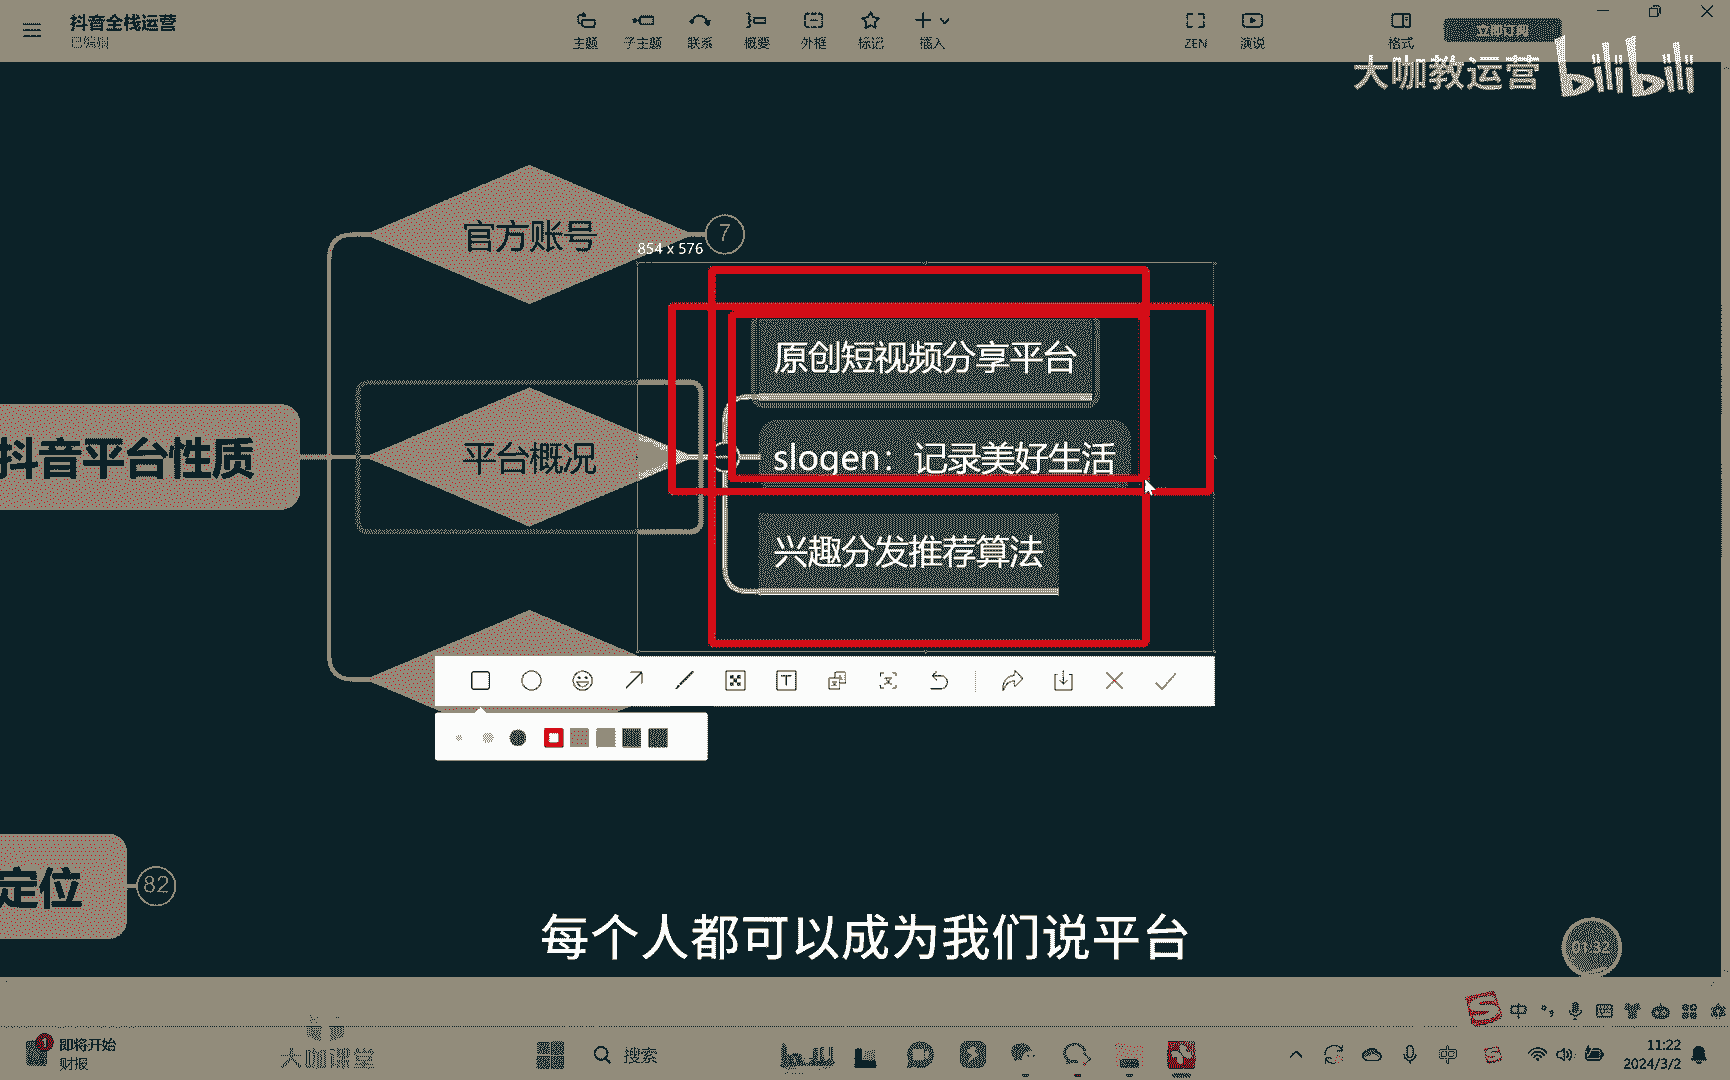 抖音全栈运营
已编辑
主题
子主题
联系
概要
外框
标记
插入
ZEN
演说
格式
立即订阅
大咖教运营 bilibili
官方账号
7
854 x 576
原创短视频分享平台
抖音平台性质
平台概况
slogen：记录美好生活
兴趣分发推荐算法
T
定位
82
每个人都可以成为我们说平台
01:32
中
1
即将开始
财报
大咖课堂
搜索
中
11:22
2024/3/2